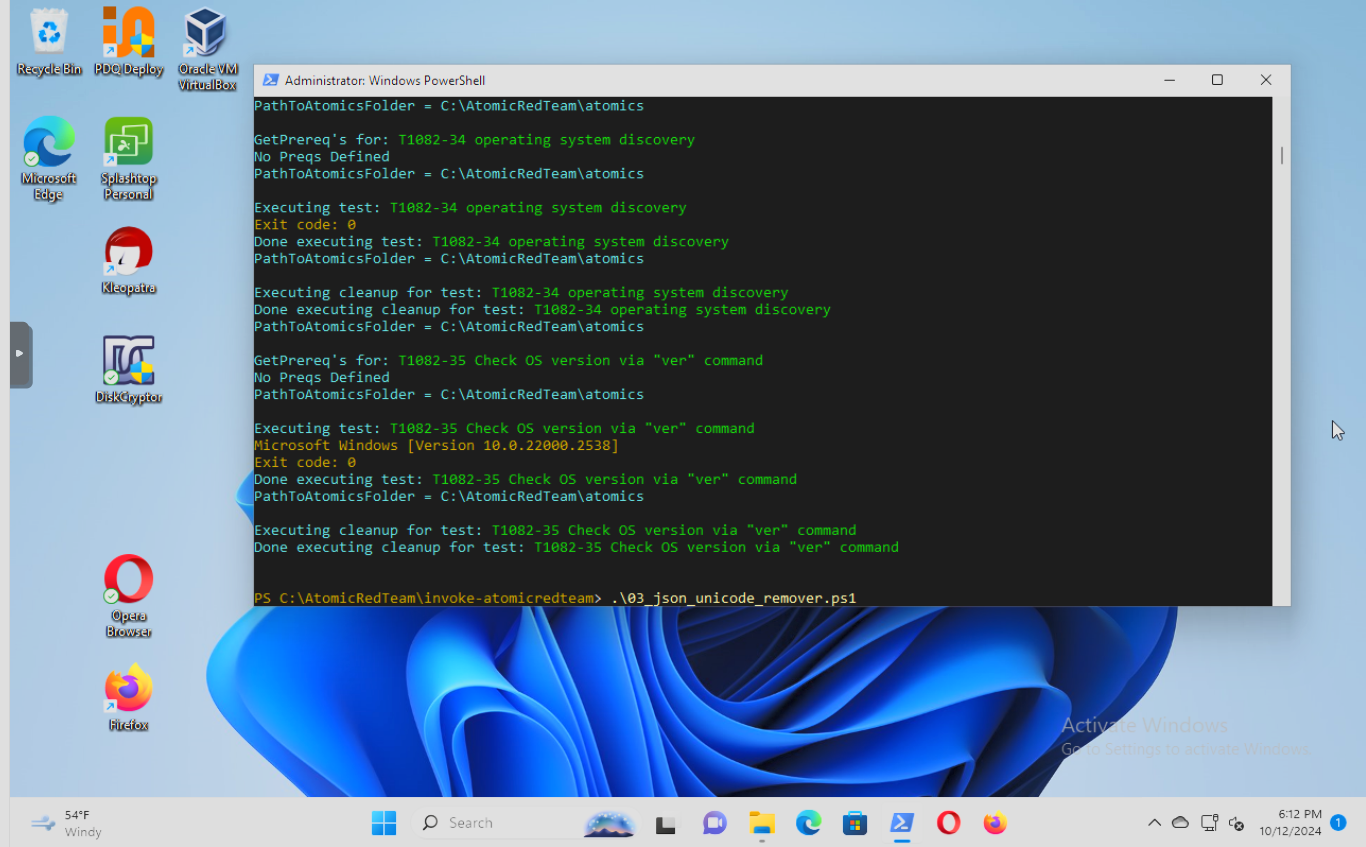 Recycle Bin
PDQ Deploy
Oracle VM
VirtualBox
Microsoft
Edge
Splashtop
Personal
Kleopatra
DiskCryptor
Opera
Browser
Firefox
Administrator: Windows PowerShell
PathToAtomicsFolder = C:\AtomicRedTeam\atomics
GetPrereq's for: T1082-34 operating system discovery
No Preqs Defined
PathToAtomicsFolder = C:\AtomicRedTeam\atomics
Executing test: T1082-34 operating system discovery
Exit code: 0
Done executing test: T1082-34 operating system discovery
PathToAtomicsFolder = C:\AtomicRedTeam\atomics
Executing cleanup for test: T1082-34 operating system discovery
Done executing cleanup for test: T1082-34 operating system discovery
PathToAtomicsFolder = C:\AtomicRedTeam\atomics
GetPrereq's for: T1082-35 Check OS version via "ver" command
No Preqs Defined
PathToAtomicsFolder = C:\AtomicRedTeam\atomics
Executing test: T1082-35 Check OS version via "ver" command
Microsoft Windows [Version 10.0.22000.2538]
Exit code: 0
Done executing test: T1082-35 Check OS version via "ver" command
PathToAtomicsFolder = C:\AtomicRedTeam\atomics
Executing cleanup for test: T1082-35 Check OS version via "ver" command
Done executing cleanup for test: T1082-35 Check OS version via "ver" command
PS C:\AtomicRedTeam\invoke-atomicredteam> .\03_json_unicode_remover.ps1
Activate Windows
Go to Settings to activate Windows.
54°F
Windy
Search
6:12 PM
10/12/2024
1